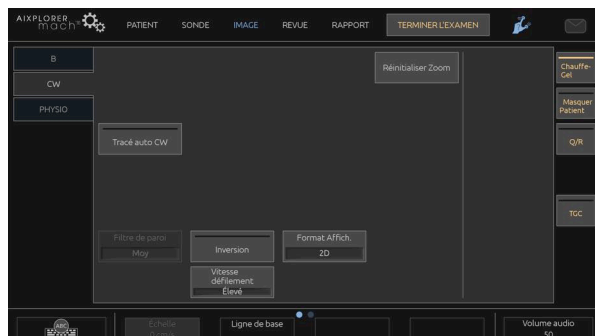 AIXPLORER
mach
PATIENT
SONDE
IMAGE
REVUE
RAPPORT
TERMINER L'EXAMEN
B
CW
PHYSIO
Réinitialiser Zoom
Chauffe-
Gel
Masquer
Patient
Q/R
Tracé auto CW
TGC
Filtre de paroi
Moy
Inversion
Format Affich.
2D
Vitesse
défilement
Élevé
ABC
Echelle
Ligne de base
Volume audio
50